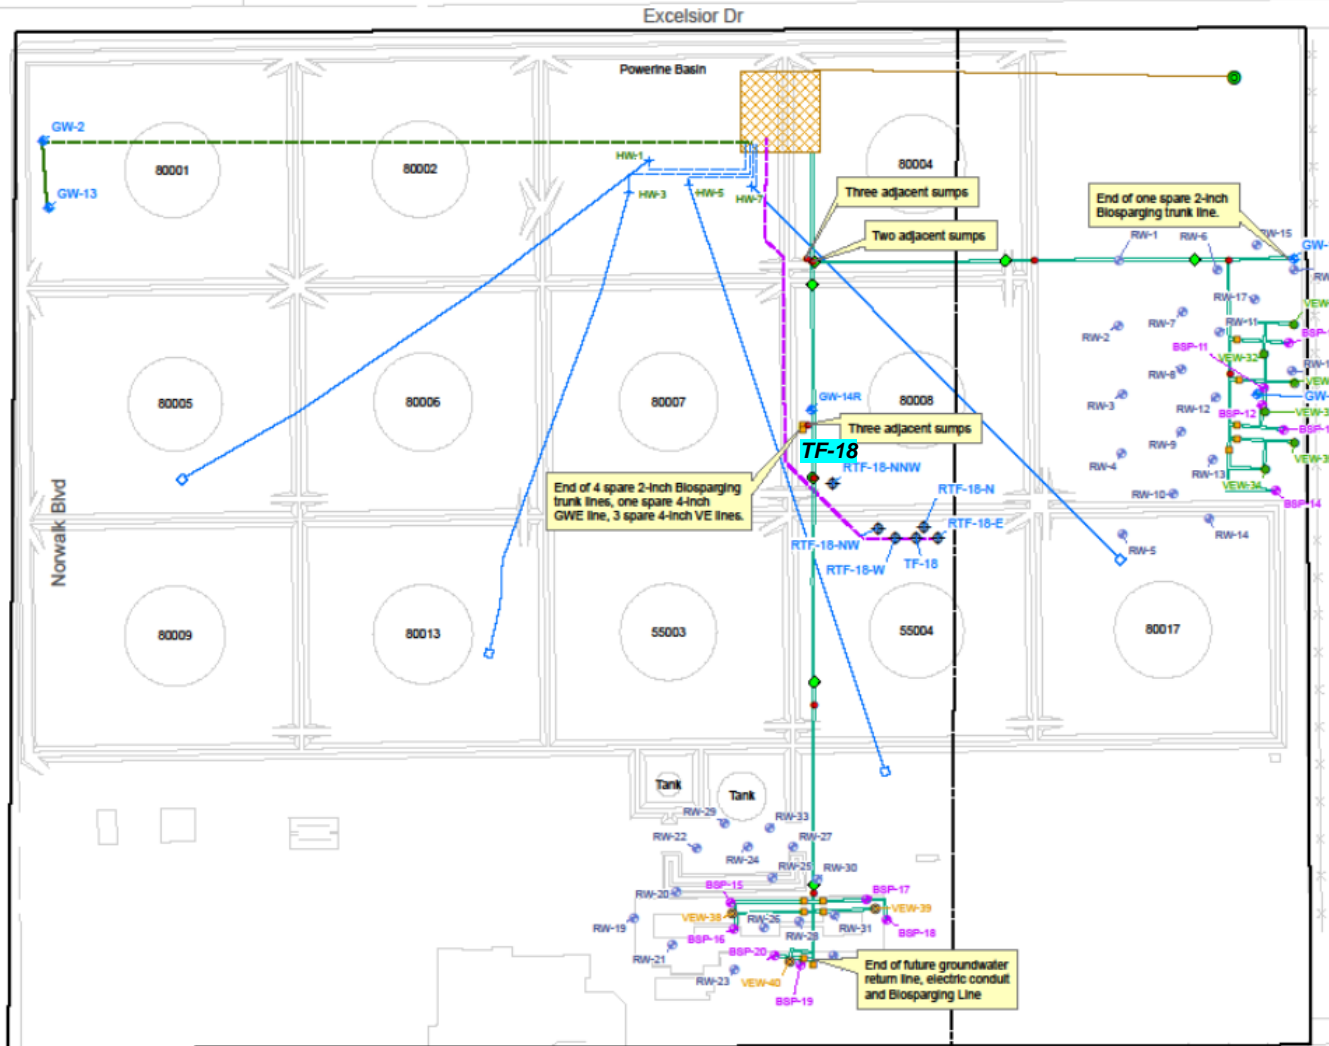 Excelsior Dr
Powerine Basin
GW-2
80001
80002
HW-1
80004
GW-13
HW-3
HW-5
HW-7
Three adjacent sumps
End of one spare 2-Inch
Biosparging trunk line.
Two adjacent sumps
RW-1
RW-6
RW-15
RW-17
RW-2
RW-7
RW-11
BSP-11
VEW-32
RW-8
80005
80006
80007
80008
GW-14R
RW-3
RW-12
BSP-12
Three adjacent sumps
RW-9
TF-18
RTF-18-NNW
RW-4
RW-13
VEW-34
End of 4 spare 2-Inch Biosparging
trunk lines, one spare 4-Inch
GWE line, 3 spare 4-Inch VE lines.
RTF-18-N
RW-10
BSP-14
RTF-18-E
RTF-18-NW
RW-14
RW-5
RTF-18-W
TF-18
Norwalk Blvd
80009
80013
55003
55004
80017
Tank
Tank
RW-29
RW-33
RW-22
RW-27
RW-24
RW-25
RW-30
BSP-15
BSP-17
RW-20
VEW-38
VEW-39
RW-19
RW-26
RW-31
BSP-18
BSP-16
RW-28
BSP-20
RW-21
RW-23
VEW-40
BSP-19
End of future groundwater
return line, electric conduit
and Biosparging Line